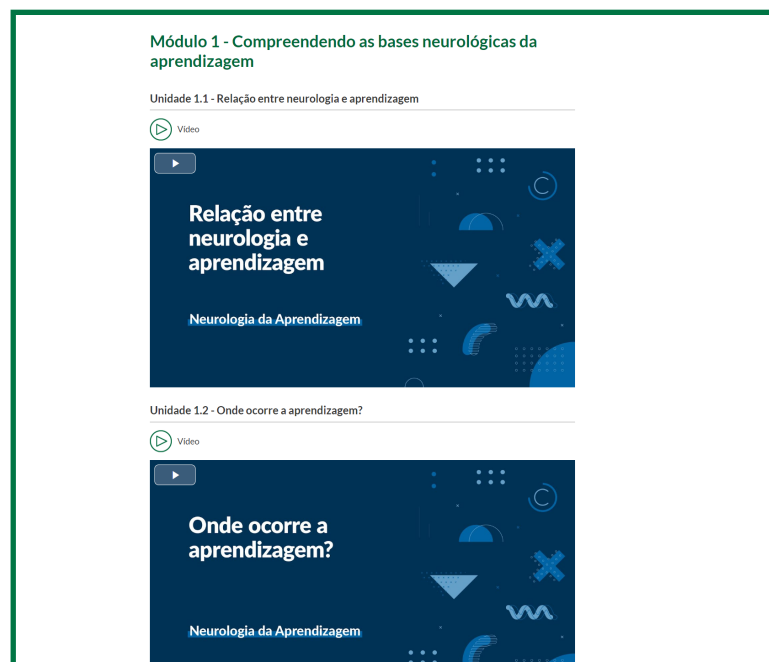 Módulo 1 - Compreendendo as bases neurológicas da
aprendizagem
Unidade 1.1 - Relação entre neurologia e aprendizagem
Vídeo
Relação entre
neurologia e
aprendizagem
Neurologia da Aprendizagem
Unidade 1.2 - Onde ocorre a aprendizagem?
Vídeo
Onde ocorre a
aprendizagem?
Neurologia da Aprendizagem